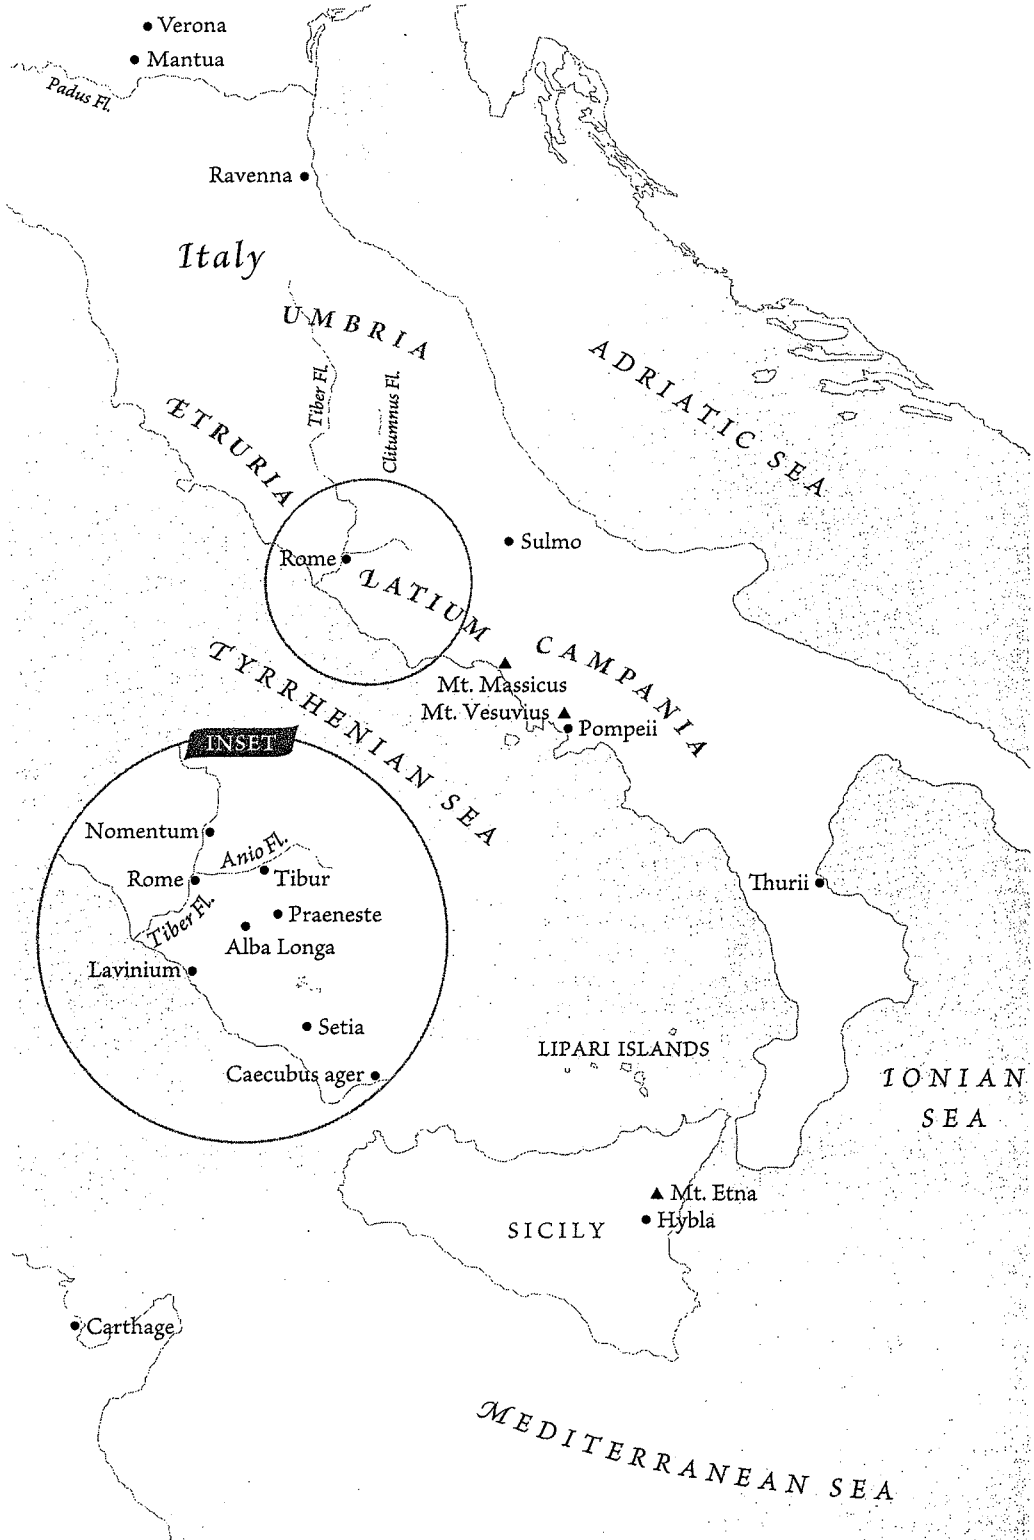 Verona
Mantua
Padus Fl.
Ravenna
Italy
UMBRIA
Tiber Fl.
Clitumnus Fl.
ADRIATIC SEA
ETRURIA
Sulmo
Rome
LATIUM
CAMPANIA
TYRRHENIAN SEA
Mt. Massicus
Mt. Vesuvius
Pompeii
INSET
Nomentum
Anio Fl.
Rome
Tibur
Tiber Fl.
Praeneste
Alba Longa
Lavinium
Setia
Caecubus ager
Thurii
LIPARI ISLANDS
IONIAN
SEA
Mt. Etna
Hybla
SICILY
Carthage
MEDITERRANEAN SEA